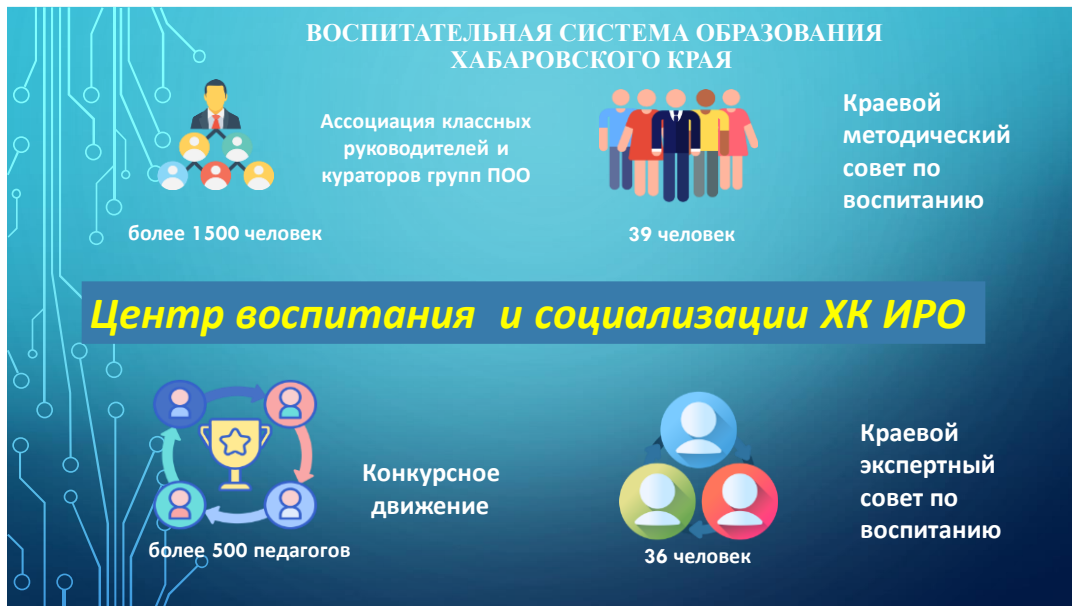 ВОСПИТАТЕЛЬНАЯ СИСТЕМА ОБРАЗОВАНИЯ
ХАБАРОВСКОГО КРАЯ
Ассоциация классных
руководителей и
кураторов групп ПОО
более 1500 человек
Краевой
методический
совет по
воспитанию
39 человек
Центр воспитания и социализации ХК ИРО
Конкурсное
движение
более 500 педагогов
Краевой
экспертный
совет по
воспитанию
36 человек